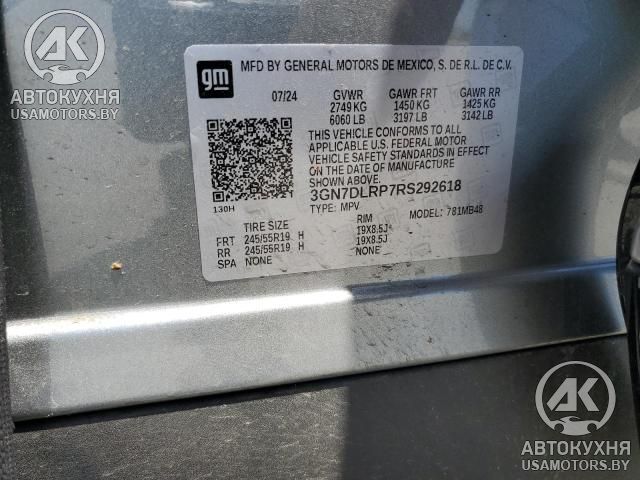 AK
АВТОКУХНЯ
USAMOTORS.BY
gm
MFD BY GENERAL MOTORS DE MEXICO, S. DE R.L. DE C.V.
07/24 GVWR GAWR FRT GAWR RR
2749 KG 1450 KG 1425 KG
6060 LB 3197 LB 3142 LB
THIS VEHICLE CONFORMS TO ALL
APPLICABLE U.S. FEDERAL MOTOR
VEHICLE SAFETY STANDARDS IN EFFECT
ON THE DATE OF MANUFACTURE
SHOWN ABOVE.
3GN7DLRP7RS292618
130H
TYPE: MPV MODEL: 781MB48
TIRE SIZE RIM
FRT 245/55R19 H 19X8.5J
RR 245/55R19 H 19X8.5J
SPA NONE NONE
AK
АВТОКУХНЯ
USAMOTORS.BY